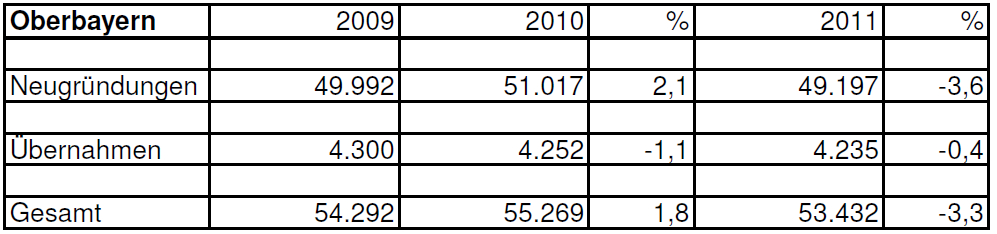 Oberbayern 2009 2010 % 2011 %
Neugründungen 49.992 51.017 2,1 49.197 -3,6
Übernahmen 4.300 4.252 -1,1 4.235 -0,4
Gesamt 54.292 55.269 1,8 53.432 -3,3